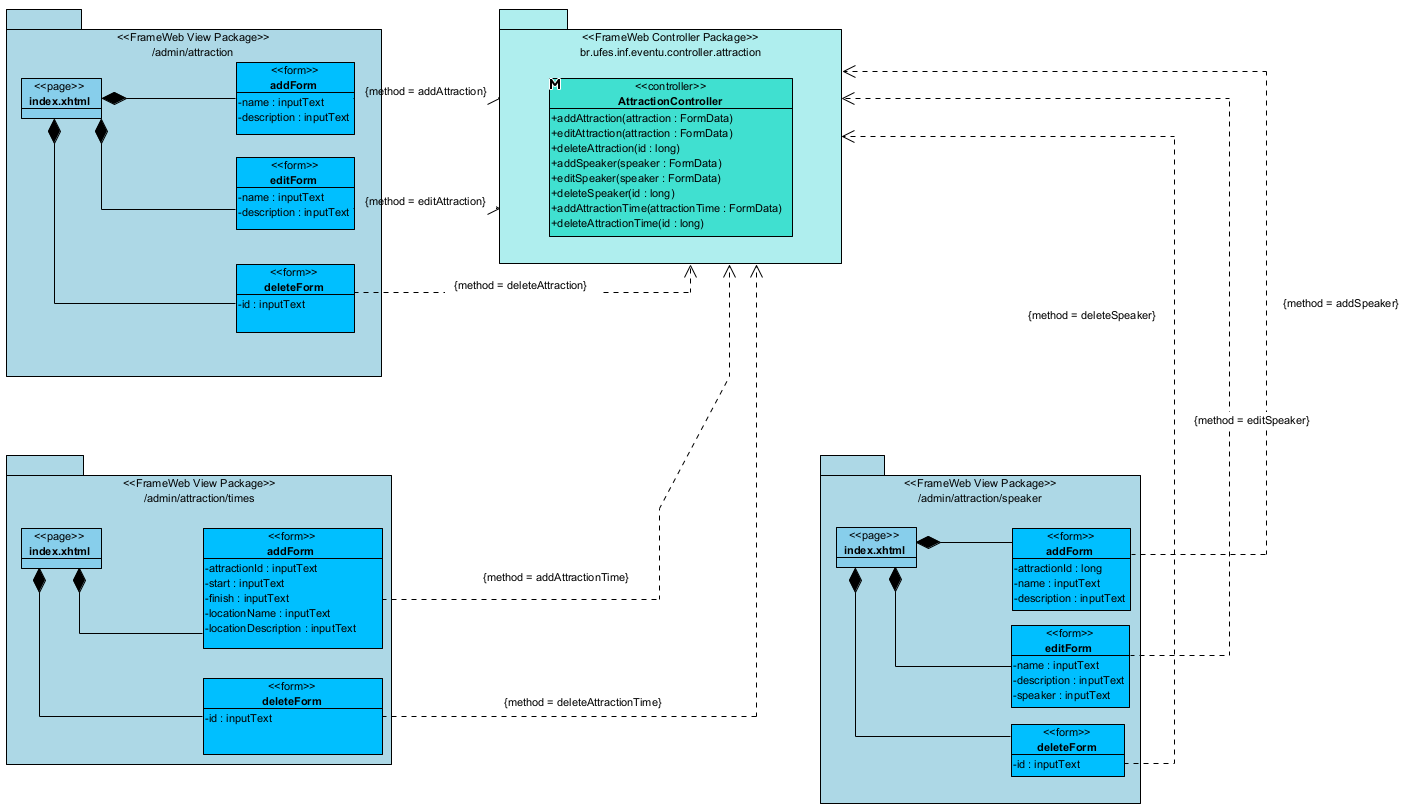 <<FrameWeb View Package>>
/admin/attraction
<<page>>
index.xhtml
<<form>>
addForm
-name : inputText
-description : inputText
<<form>>
editForm
-name : inputText
-description : inputText
<<form>>
deleteForm
-id : inputText
{method = addAttraction}
{method = editAttraction}
{method = deleteAttraction}
<<FrameWeb Controller Package>>
br.ufes.inf.eventu.controller.attraction
M
<<controller>>
AttractionController
+addAttraction(attraction : FormData)
+editAttraction(attraction : FormData)
+deleteAttraction(id : long)
+addSpeaker(speaker : FormData)
+editSpeaker(speaker : FormData)
+deleteSpeaker(id : long)
+addAttractionTime(attractionTime : FormData)
+deleteAttractionTime(id : long)
{method = addSpeaker}
{method = deleteSpeaker}
{method = editSpeaker}
<<FrameWeb View Package>>
/admin/attraction/times
<<page>>
index.xhtml
<<form>>
addForm
-attractionId : inputText
-start : inputText
-finish : inputText
-locationName : inputText
-locationDescription : inputText
<<form>>
deleteForm
-id : inputText
{method = addAttractionTime}
{method = deleteAttractionTime}
<<FrameWeb View Package>>
/admin/attraction/speaker
<<page>>
index.xhtml
<<form>>
addForm
-attractionId : long
-name : inputText
-description : inputText
<<form>>
editForm
-name : inputText
-description : inputText
-speaker : inputText
<<form>>
deleteForm
-id : inputText